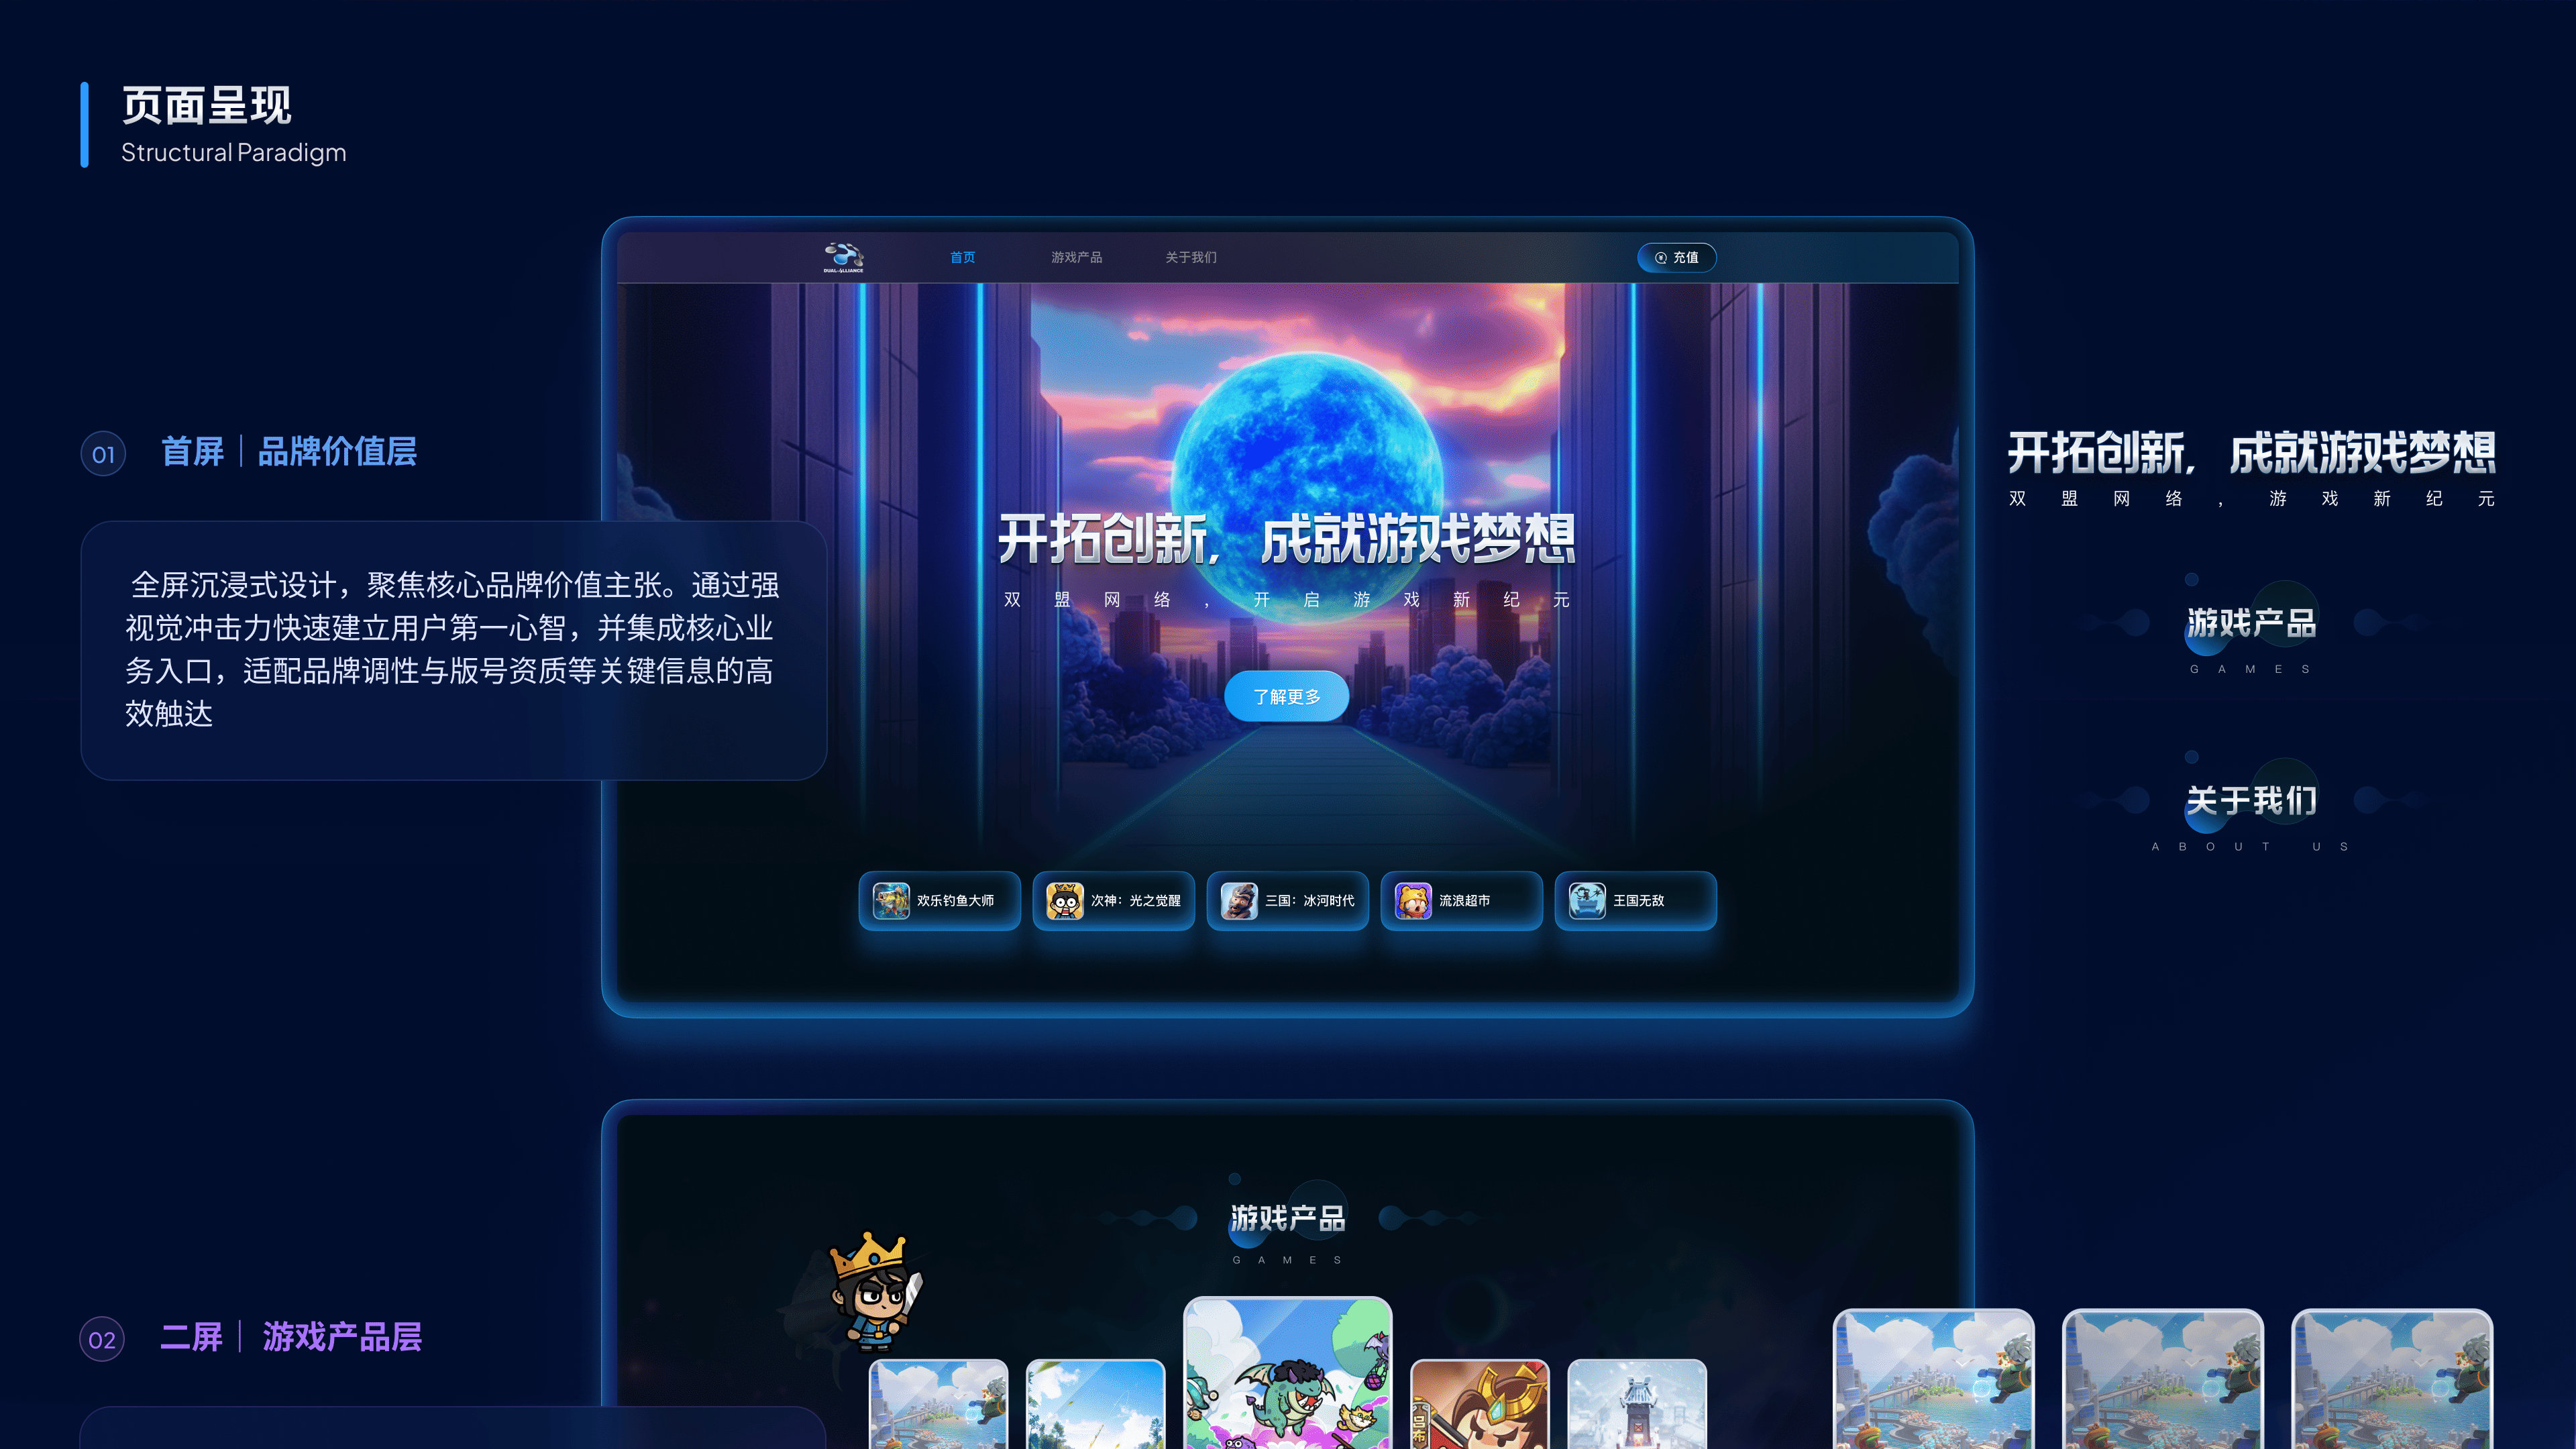 页面呈现
Structural Paradigm
DUAL-ALLIANCE
首页
游戏产品
关于我们
充值
01
首屏｜品牌价值层
全屏沉浸式设计，聚焦核心品牌价值主张。通过强
视觉冲击力快速建立用户第一心智，并集成核心业
务入口，适配品牌调性与版号资质等关键信息的高
效触达
开拓创新，成就游戏梦想
双盟网络，开启游戏新纪元
了解更多
欢乐钓鱼大师
次神：光之觉醒
三国：冰河时代
流浪超市
王国无敌
开拓创新，成就游戏梦想
双盟网络，游戏新纪元
游戏产品
GAMES
关于我们
ABOUT US
游戏产品
GAMES
02
二屏｜游戏产品层
吕布